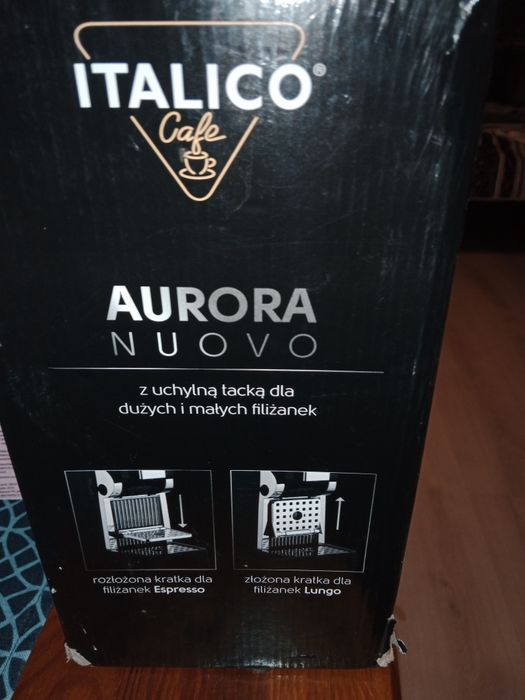 ITALICO®
Cafe
AURORA
NUOVO
z uchylną tacką dla
dużych i małych filiżanek
rozłożona kratka dla
filiżanek Espresso
złożona kratka dla
filiżanek Lungo